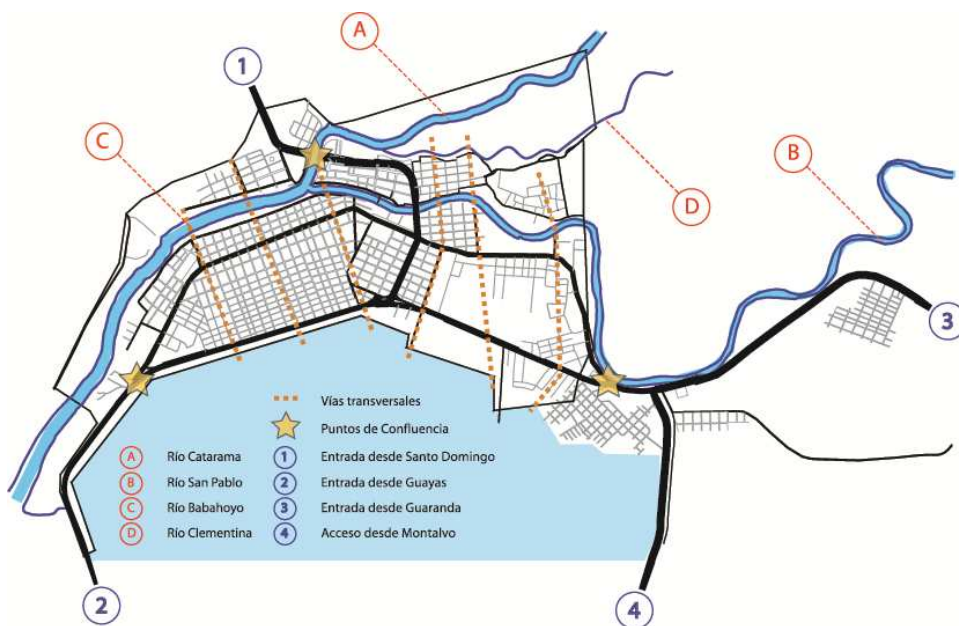 A
1
C
B
D
3
Vías transversales
Puntos de Confluencia
A Río Catarama
1 Entrada desde Santo Domingo
B Río San Pablo
2 Entrada desde Guayas
C Río Babahoyo
3 Entrada desde Guaranda
D Río Clementina
4 Acceso desde Montalvo
2
4